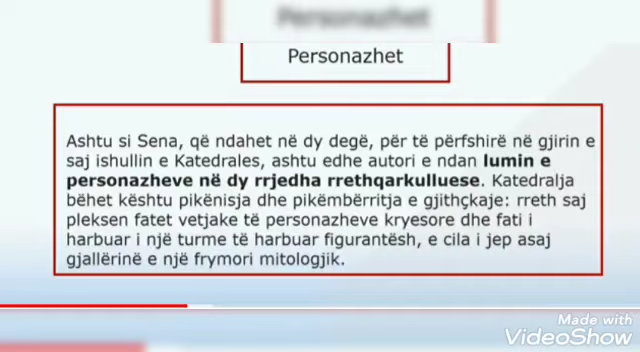 Personazhet
Personazhet
Ashtu si Sena, që ndahet në dy degë, për të përfshirë në gjirin e
saj ishullin e Katedrales, ashtu edhe autori e ndan lumin e
personazheve në dy rrjedha rrethqarkulluese. Katedralja
bëhet kështu pikënisja dhe pikëmbërritja e gjithçkaje: rreth saj
pleksen fatet vetjake të personazheve kryesore dhe fati i
harbuar i një turme të harbuar figurantësh, e cila i jep asaj
gjallërinë e një frymori mitologjik.
Made with
VideoShow